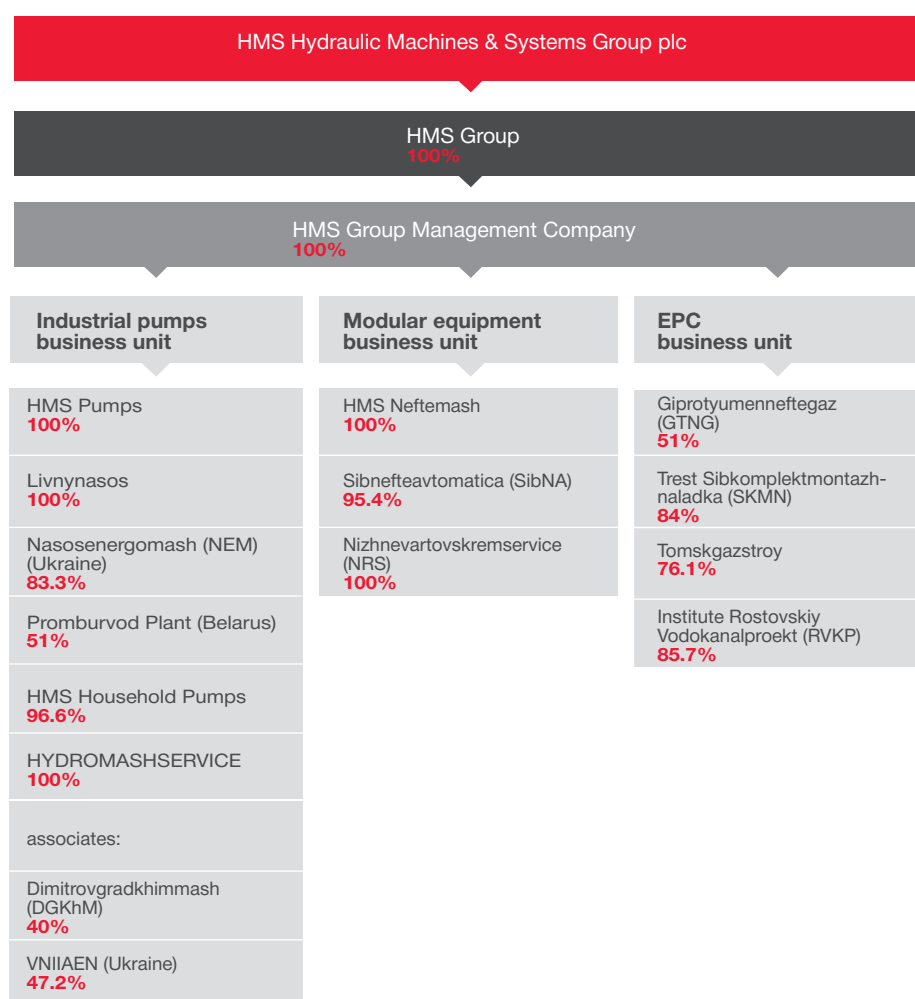 HMS Hydraulic Machines & Systems Group plc
HMS Group
100%
HMS Group Management Company
100%
Industrial pumps
business unit
HMS Pumps
100%
Livnynasos
100%
Nasosenergomash (NEM)
(Ukraine)
83.3%
Promburvod Plant (Belarus)
51%
HMS Household Pumps
96.6%
HYDROMASHSERVICE
100%
associates:
Dimitrovgradkhimmash
(DGKhM)
40%
VNIIAEN (Ukraine)
47.2%
Modular equipment
business unit
HMS Neftemash
100%
Sibnefteavtomatica (SibNA)
95.4%
Nizhnevartovskremservice
(NRS)
100%
EPC
business unit
Giprotyumenneftegaz
(GTNG)
51%
Trest Sibkomplektmontazh-
naladka (SKMN)
84%
Tomskgazstroy
76.1%
Institute Rostovskiy
Vodokanalproekt (RVKP)
85.7%